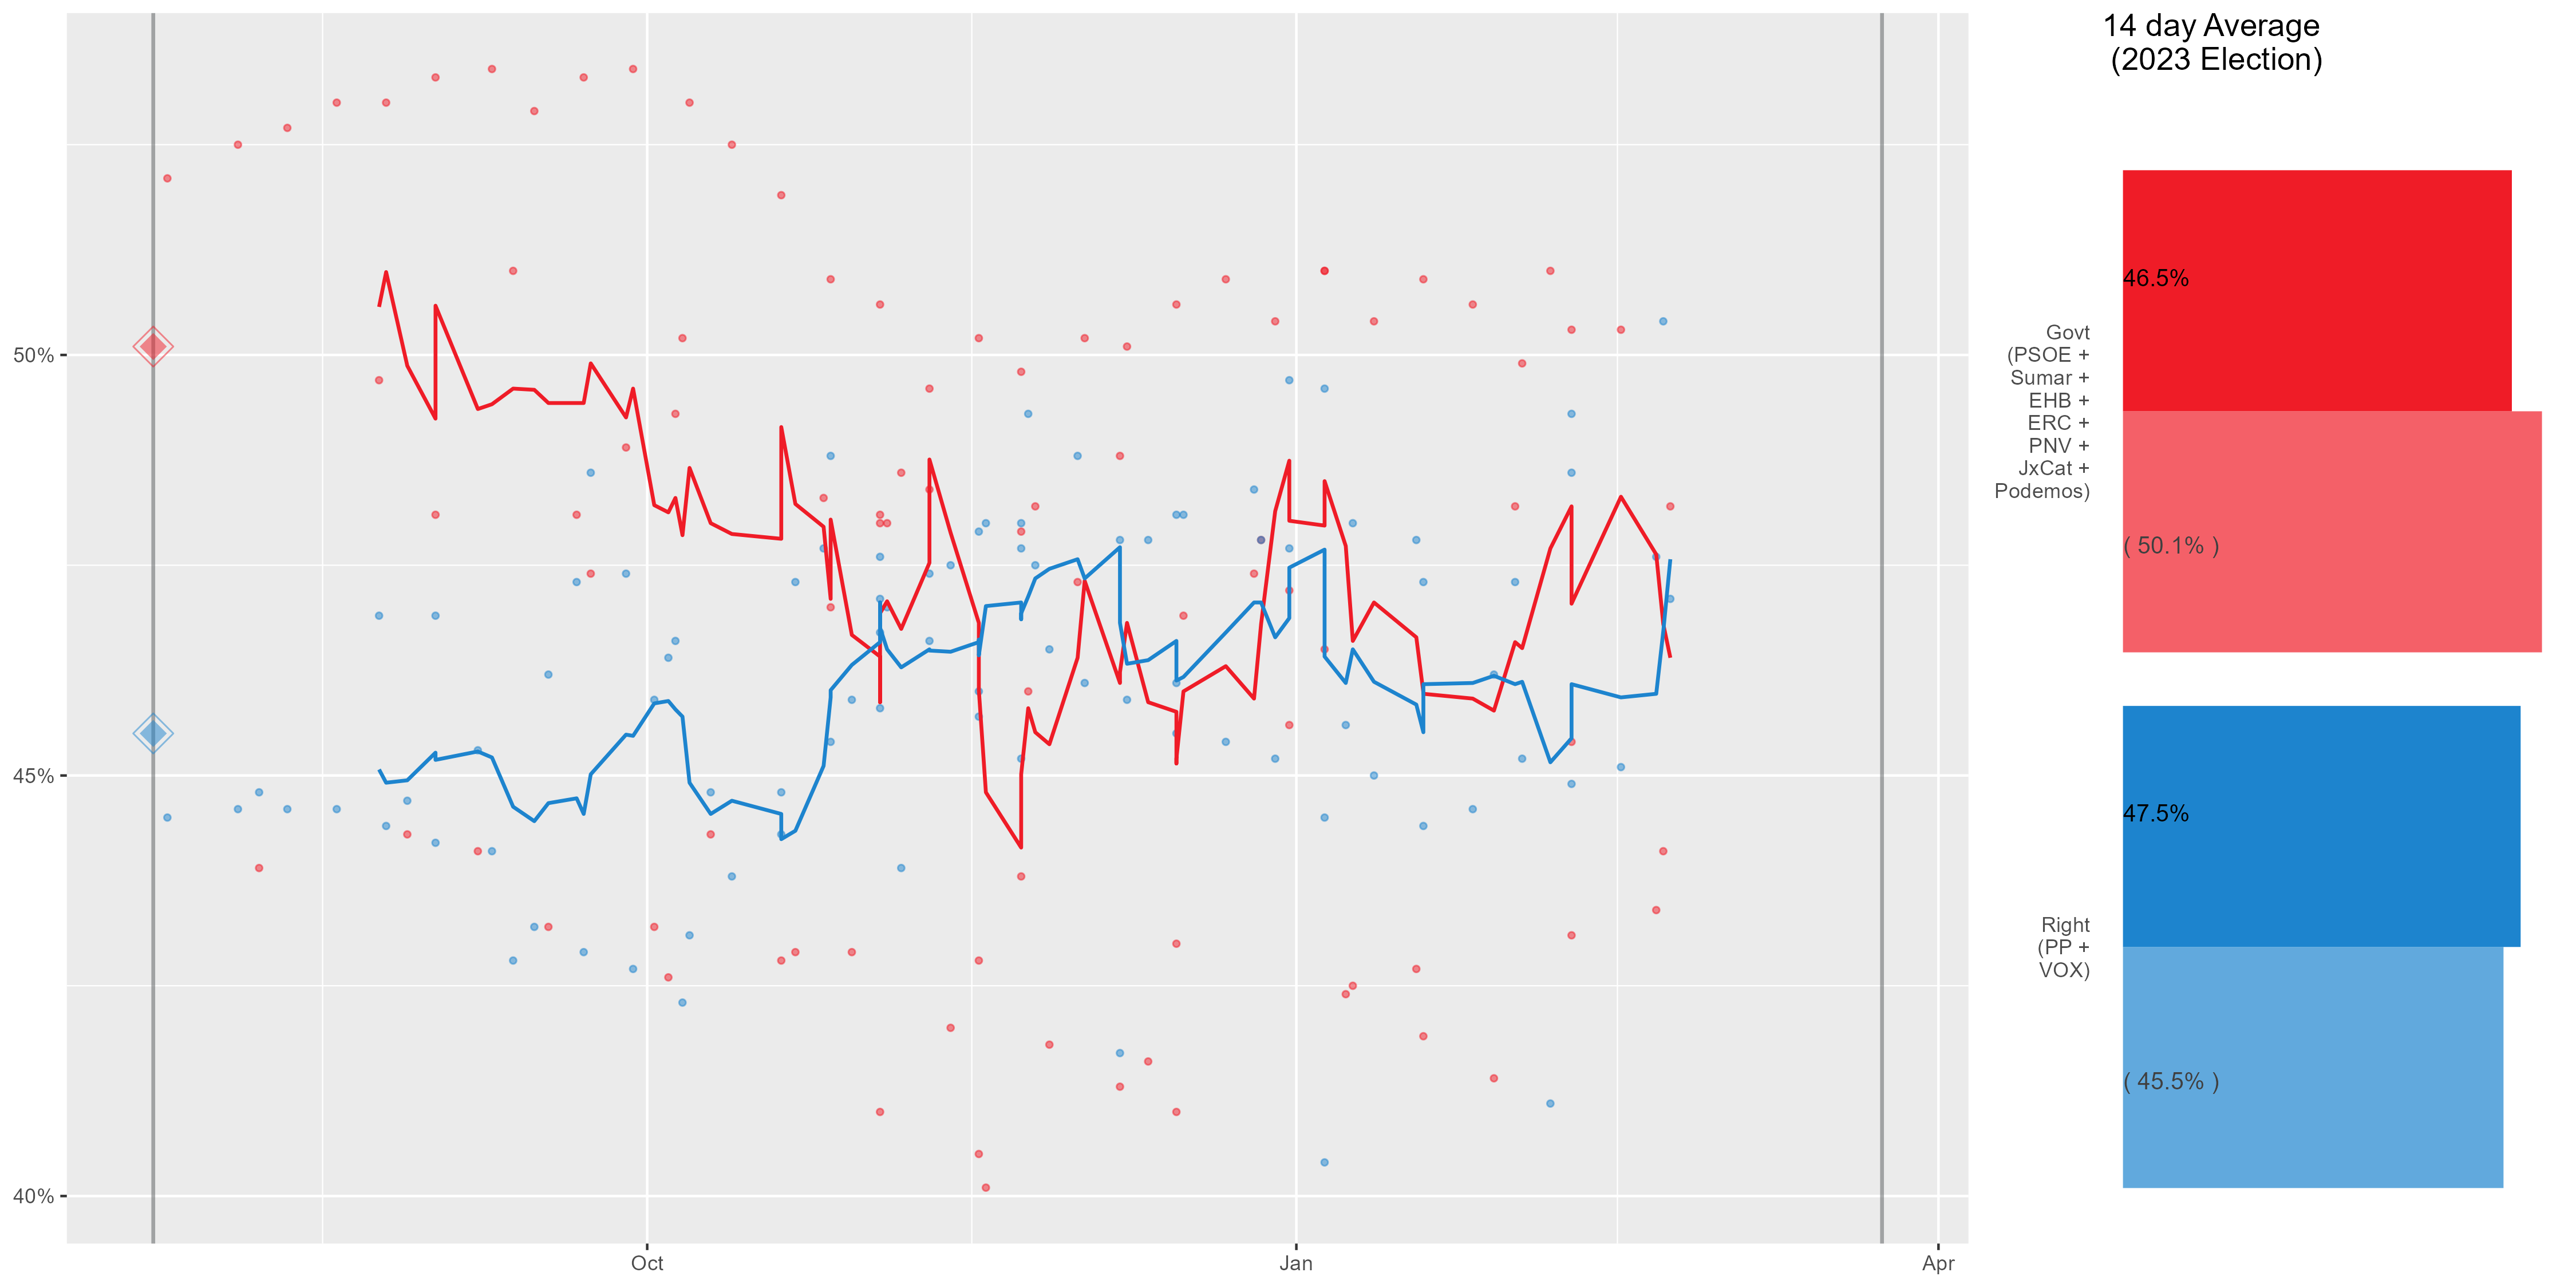 14 day Average
(2023 Election)
50%
45%
40%
Oct
Jan
Apr
Govt
(PSOE +
Sumar +
EHB +
ERC +
PNV +
JxCat +
Podemos)
46.5%
( 50.1% )
Right
(PP +
VOX)
47.5%
( 45.5% )